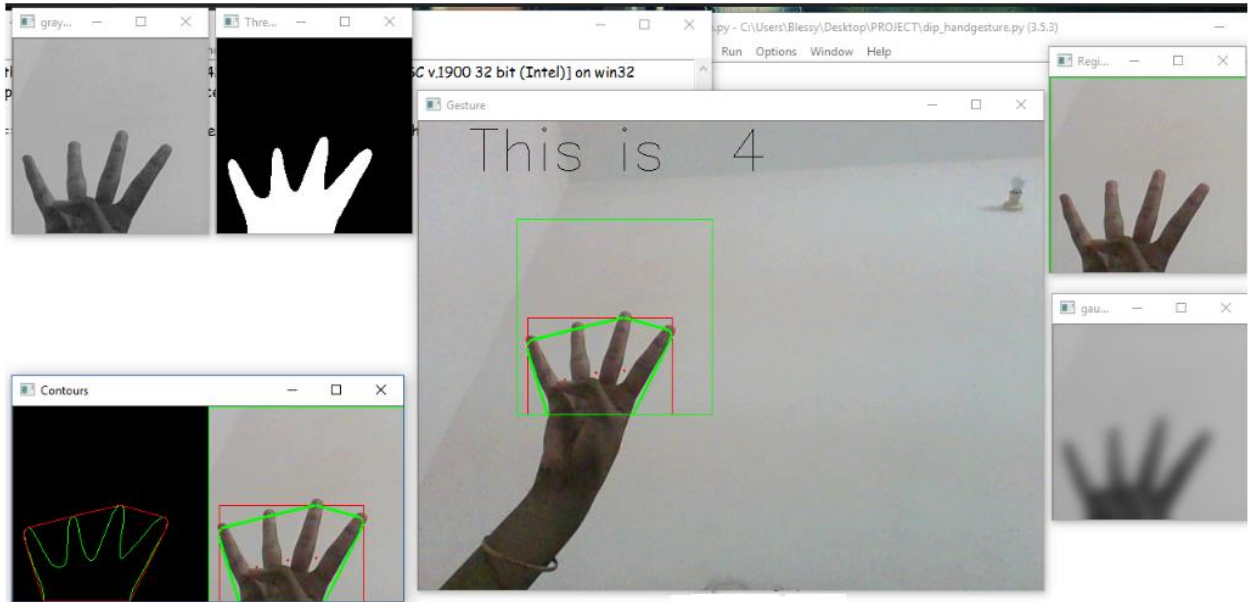 gray...
Thre...
.py - C:\Users\Blessy\Desktop\PROJECT\dip_handgesture.py (3.5.3)
Run Options Window Help
Regi...
SC v.1900 32 bit (Intel)] on win32
Gesture
This is 4
gau...
Contours